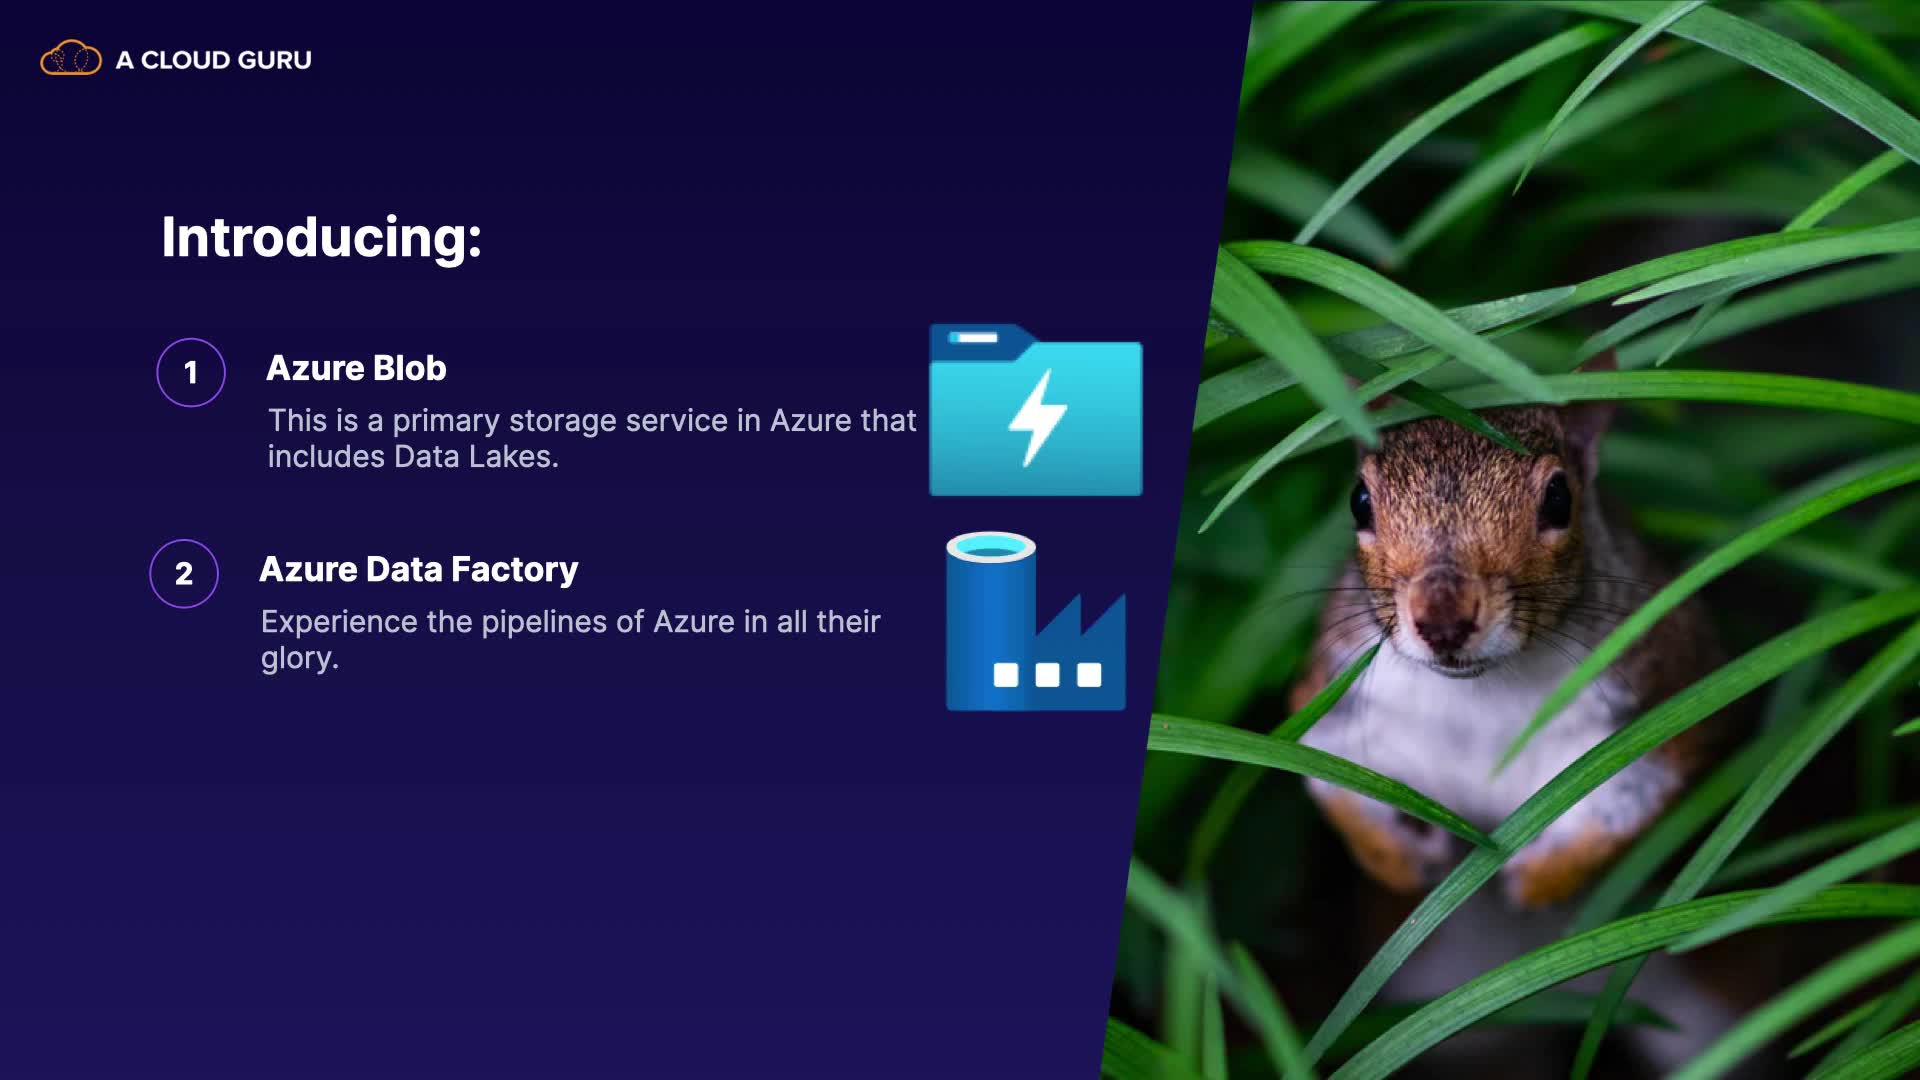 A CLOUD GURU
Introducing:
1
Azure Blob
This is a primary storage service in Azure that
includes Data Lakes.
2
Azure Data Factory
Experience the pipelines of Azure in all their
glory.